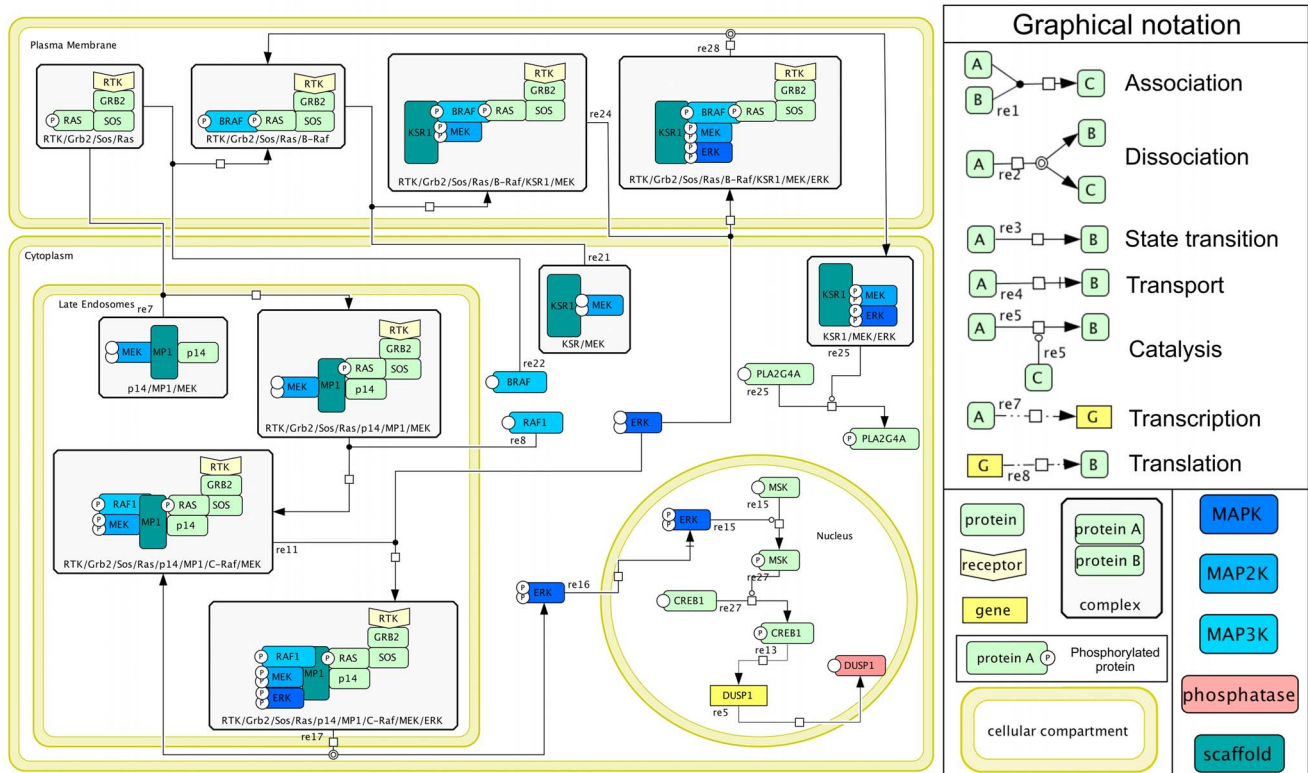 Plasma Membrane
RTK
GRB2
P RAS SOS
RTK/Grb2/Sos/Ras
RTK
GRB2
P BRAF P RAS SOS
RTK/Grb2/Sos/Ras/B-Raf
RTK
GRB2
P BRAF P RAS SOS
KSR1
P P MEK
RTK/Grb2/Sos/Ras/B-Raf/KSR1/MEK
re24
re28
RTK
GRB2
P BRAF P RAS SOS
KSR1
P P MEK
P P ERK
RTK/Grb2/Sos/Ras/B-Raf/KSR1/MEK/ERK
Cytoplasm
re21
KSR1
MEK
KSR/MEK
KSR1
P P MEK
P P ERK
KSR1/MEK/ERK
re25
Late Endosomes
re7
MEK MP1 p14
p14/MP1/MEK
RTK
GRB2
P RAS SOS
MEK MP1 p14
RTK/Grb2/Sos/Ras/p14/MP1/MEK
re22
BRAF
RAF1
re8
PLA2G4A
re25
P PLA2G4A
ERK
RTK
GRB2
P RAF1 P RAS SOS
P P MEK MP1 p14
RTK/Grb2/Sos/Ras/p14/MP1/C-Raf/MEK
re11
RTK
GRB2
P RAF1 P RAS SOS
P P MEK MP1 p14
P P ERK
RTK/Grb2/Sos/Ras/p14/MP1/C-Raf/MEK/ERK
re17
P P ERK
re16
Nucleus
MSK
re15
P P ERK
re15
P MSK
re27
CREB1
re27
P CREB1
re13
DUSP1
re5
DUSP1
Graphical notation
A
B
re1
C
Association
A
re2
B
C
Dissociation
A
re3
B
State transition
A
re4
B
Transport
A
re5
B
re5
C
Catalysis
A
re7
G
Transcription
G
re8
B
Translation
protein
receptor
gene
protein A
protein B
complex
protein A P
Phosphorylated
protein
cellular compartment
MAPK
MAP2K
MAP3K
phosphatase
scaffold